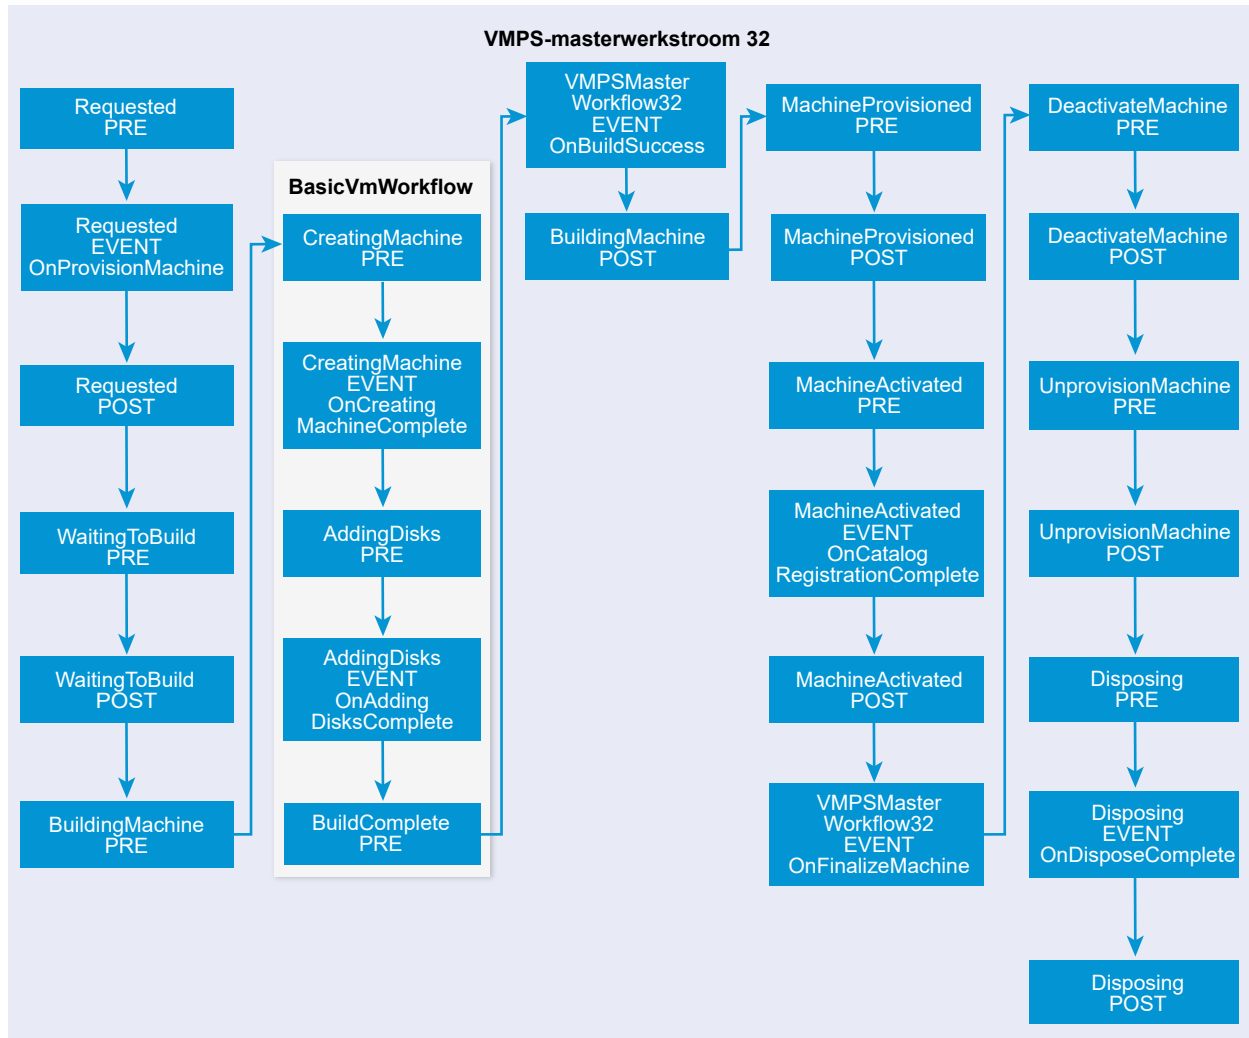 VMPS-masterwerkstroom 32
Requested
PRE
Requested
EVENT
OnProvisionMachine
Requested
POST
WaitingToBuild
PRE
WaitingToBuild
POST
BuildingMachine
PRE
BasicVmWorkflow
CreatingMachine
PRE
CreatingMachine
EVENT
OnCreating
MachineComplete
AddingDisks
PRE
AddingDisks
EVENT
OnAdding
DisksComplete
BuildComplete
PRE
VMPSMaster
Workflow32
EVENT
OnBuildSuccess
BuildingMachine
POST
MachineProvisioned
PRE
MachineProvisioned
POST
MachineActivated
PRE
MachineActivated
EVENT
OnCatalog
RegistrationComplete
MachineActivated
POST
VMPSMaster
Workflow32
EVENT
OnFinalizeMachine
DeactivateMachine
PRE
DeactivateMachine
POST
UnprovisionMachine
PRE
UnprovisionMachine
POST
Disposing
PRE
Disposing
EVENT
OnDisposeComplete
Disposing
POST